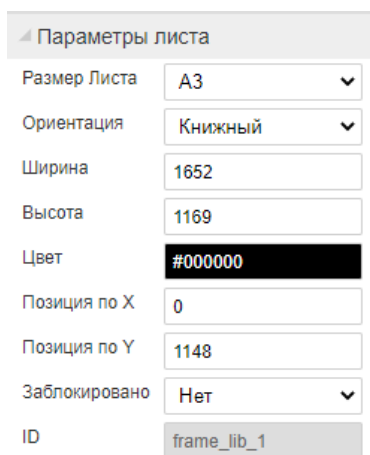 Параметры листа
Размер Листа A3
Ориентация Книжный
Ширина 1652
Высота 1169
Цвет #000000
Позиция по X 0
Позиция по Y 1148
Заблокировано Нет
ID frame_lib_1